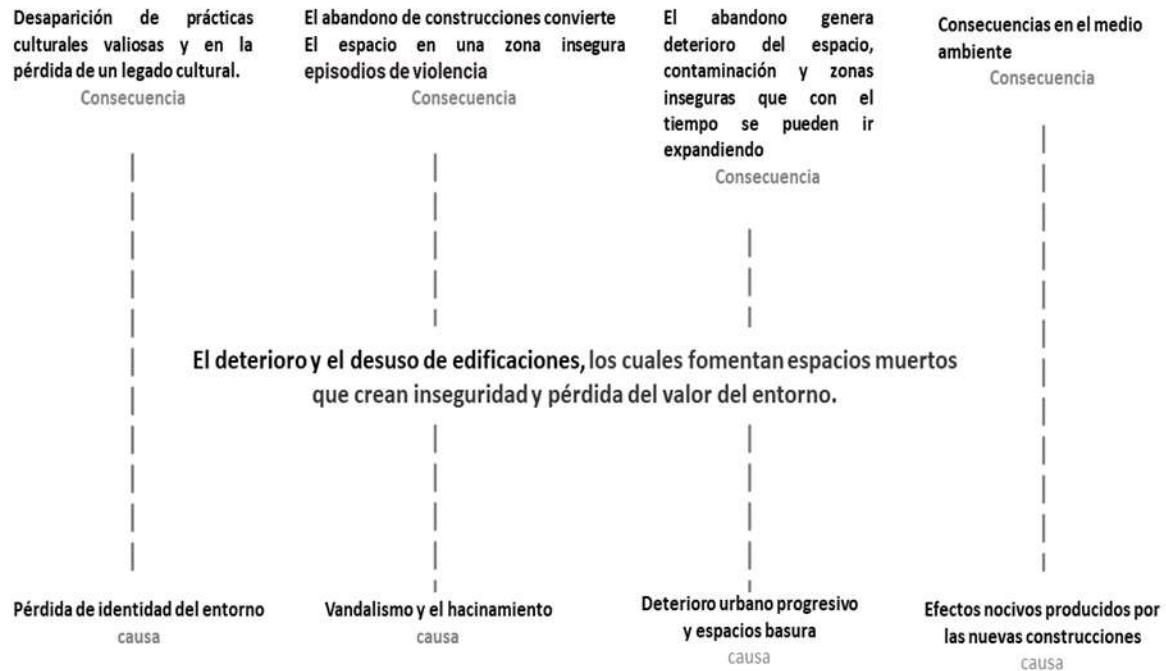 Desaparición de prácticas
culturales valiosas y en la
pérdida de un legado cultural.
Consecuencia
El abandono de construcciones convierte
El espacio en una zona insegura
episodios de violencia
Consecuencia
El abandono genera
deterioro del espacio,
contaminación y zonas
inseguras que con el
tiempo se pueden ir
expandiendo
Consecuencia
Consecuencias en el medio
ambiente
Consecuencia
El deterioro y el desuso de edificaciones, los cuales fomentan espacios muertos
que crean inseguridad y pérdida del valor del entorno.
Pérdida de identidad del entorno
causa
Vandalismo y el hacinamiento
causa
Deterioro urbano progresivo
y espacios basura
causa
Efectos nocivos producidos por
las nuevas construcciones
causa